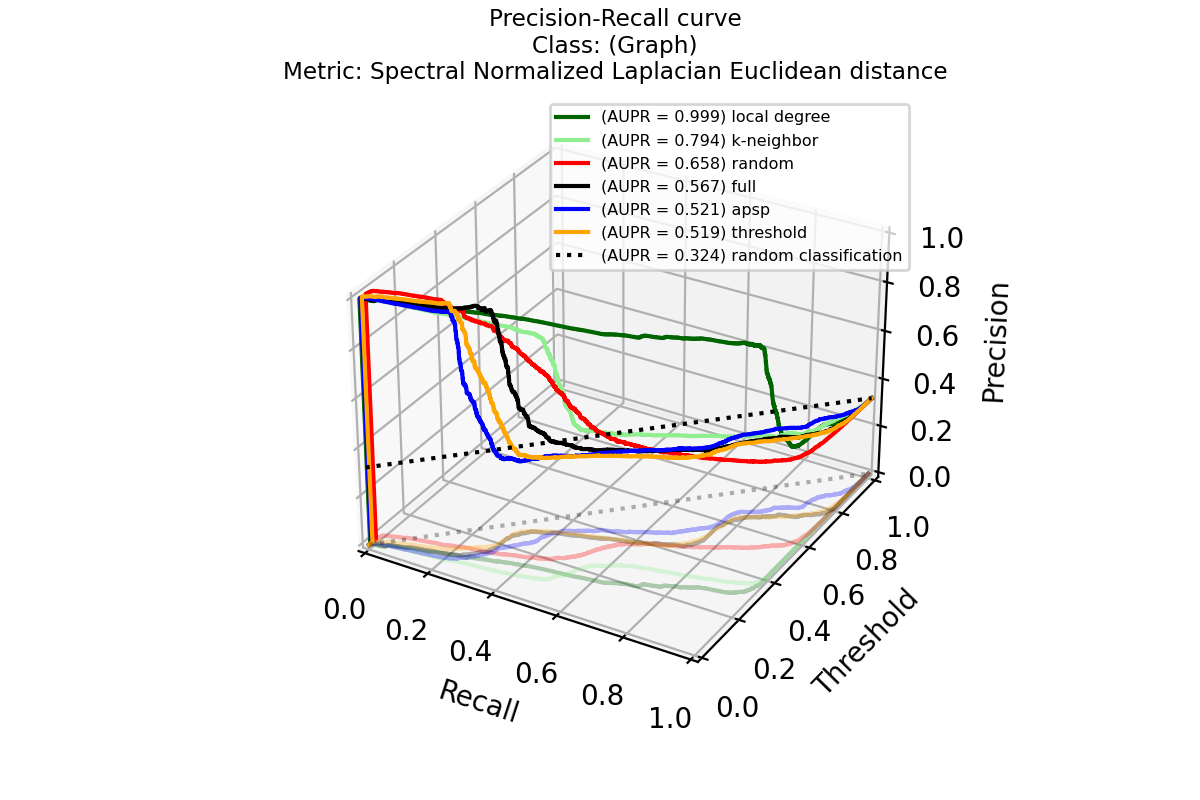 Precision-Recall curve
Class: (Graph)
Metric: Spectral Normalized Laplacian Euclidean distance
(AUPR = 0.999) local degree
(AUPR = 0.794) k-neighbor
(AUPR = 0.658) random
(AUPR = 0.567) full
(AUPR = 0.521) apsp
(AUPR = 0.519) threshold
(AUPR = 0.324) random classification
1.0
0.8
0.6
0.4
0.2
0.0
Precision
1.0
0.8
0.6
0.4
0.2
0.0
Threshold
0.0
0.2
0.4
0.6
0.8
1.0
Recall